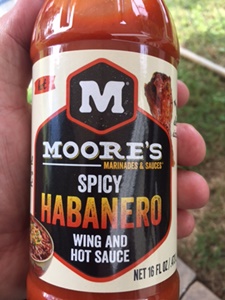 M
MOORE'S
MARINADES & SAUCES
SPICY
HABANERO
WING AND
HOT SAUCE
NET 16 FL OZ